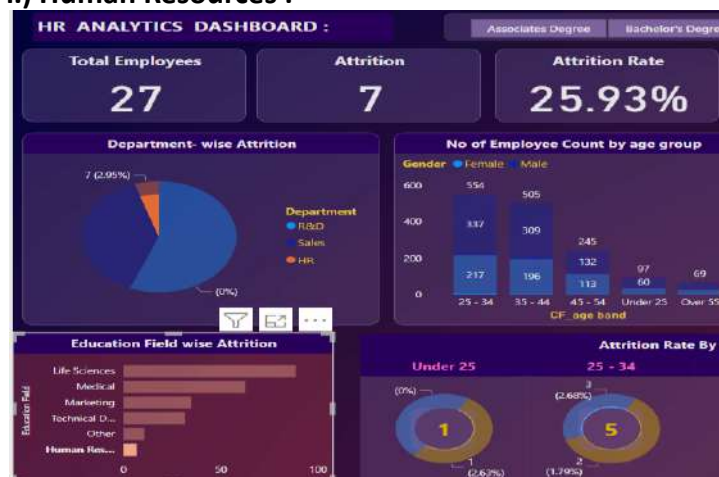 ii) Human Resources :
HR ANALYTICS DASHBOARD :
Associates Degree
Bachelor's Degre
Total Employees
27
Attrition
7
Attrition Rate
25.93%
Department- wise Attrition
7 (2.95%)
(0%)
Department
R&D
Sales
HR
No of Employee Count by age group
Gender Female Male
600
400
200
0
554
337
217
505
309
196
245
132
113
97
60
69
25 - 34
35 - 44
45 - 54
Under 25
Over 55
CF_age band
Education Field wise Attrition
Education Field
Life Sciences
Medical
Marketing
Technical D...
Other
Human Res...
0
50
100
Attrition Rate By
Under 25
25 - 34
(0%)
1
1
(2.63%)
3
(2.68%)
5
2
(1.79%)